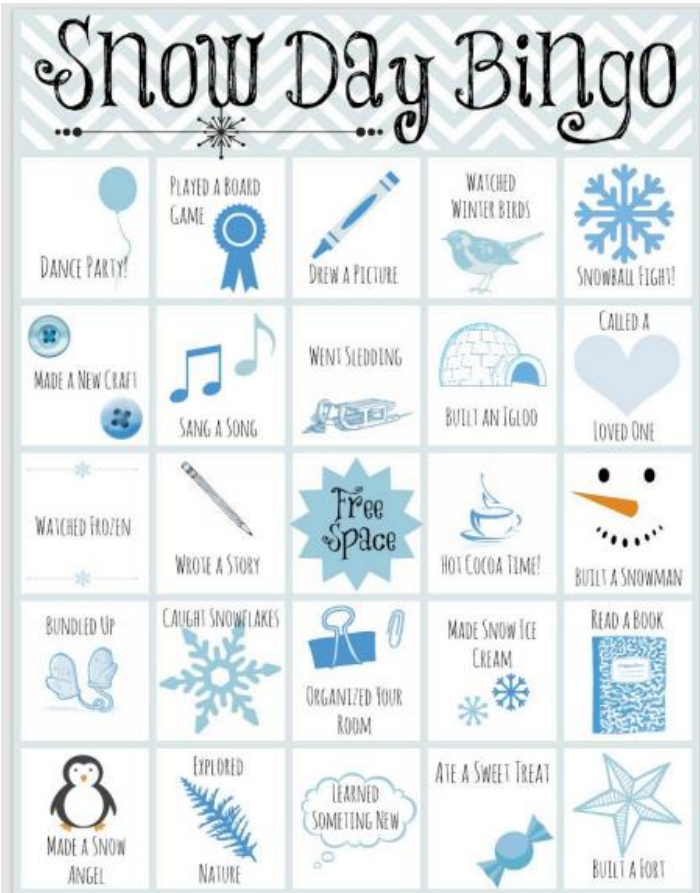 Snow Day Bingo
DANCE PARTY!
PLAYED A BOARD
GAME
DREW A PICTURE
WATCHED
WINTER BIRDS
SNOWBALL FIGHT!
MADE A NEW CRAFT
SANG A SONG
WENT SLEDDING
BUILT AN IGLOO
CALLED A
LOVED ONE
WATCHED FROZEN
WROTE A STORY
Free
Space
HOT COCOA TIME!
BUILT A SNOWMAN
BUNDLED UP
CAUGHT SNOWFLAKES
ORGANIZED YOUR
ROOM
MADE SNOW ICE
CREAM
READ A BOOK
MADE A SNOW
ANGEL
EXPLORED
NATURE
LEARNED
SOMETING NEW
ATE A SWEET TREAT
BUILT A FORT